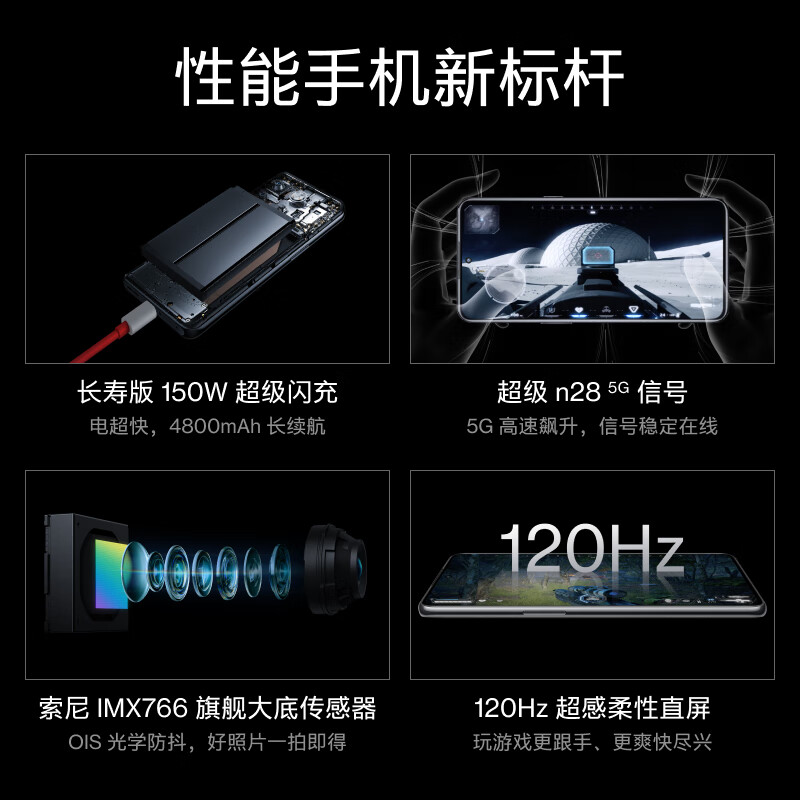 性能手机新标杆
长寿版 150W 超级闪充
电超快，4800mAh 长续航
超级 n28 5G 信号
5G 高速飙升，信号稳定在线
120Hz
索尼 IMX766 旗舰大底传感器
OIS 光学防抖，好照片一拍即得
120Hz 超感柔性直屏
玩游戏更跟手、更爽快尽兴